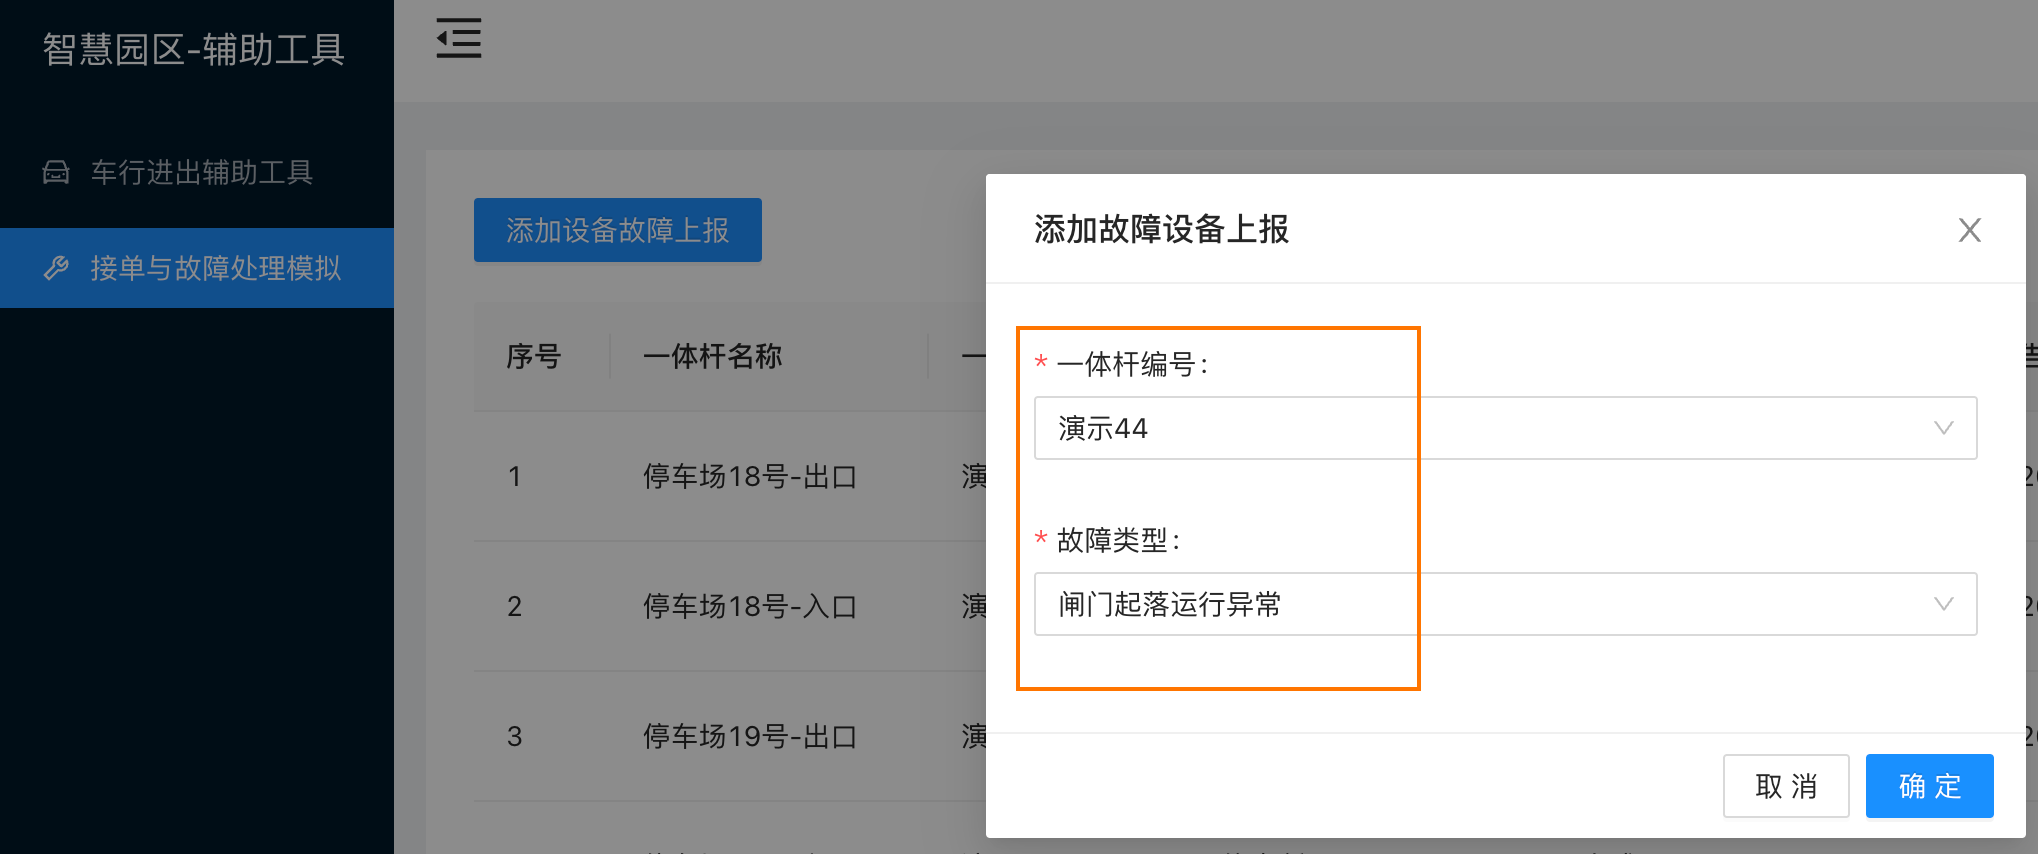 智慧园区-辅助工具
车行进出辅助工具
接单与故障处理模拟
添加设备故障上报
序号 一体杆名称
1 停车场18号-出口 演
2 停车场18号-入口 演
3 停车场19号-出口 演
添加故障设备上报
* 一体杆编号:
演示44
* 故障类型:
闸门起落运行异常
取 消 确 定